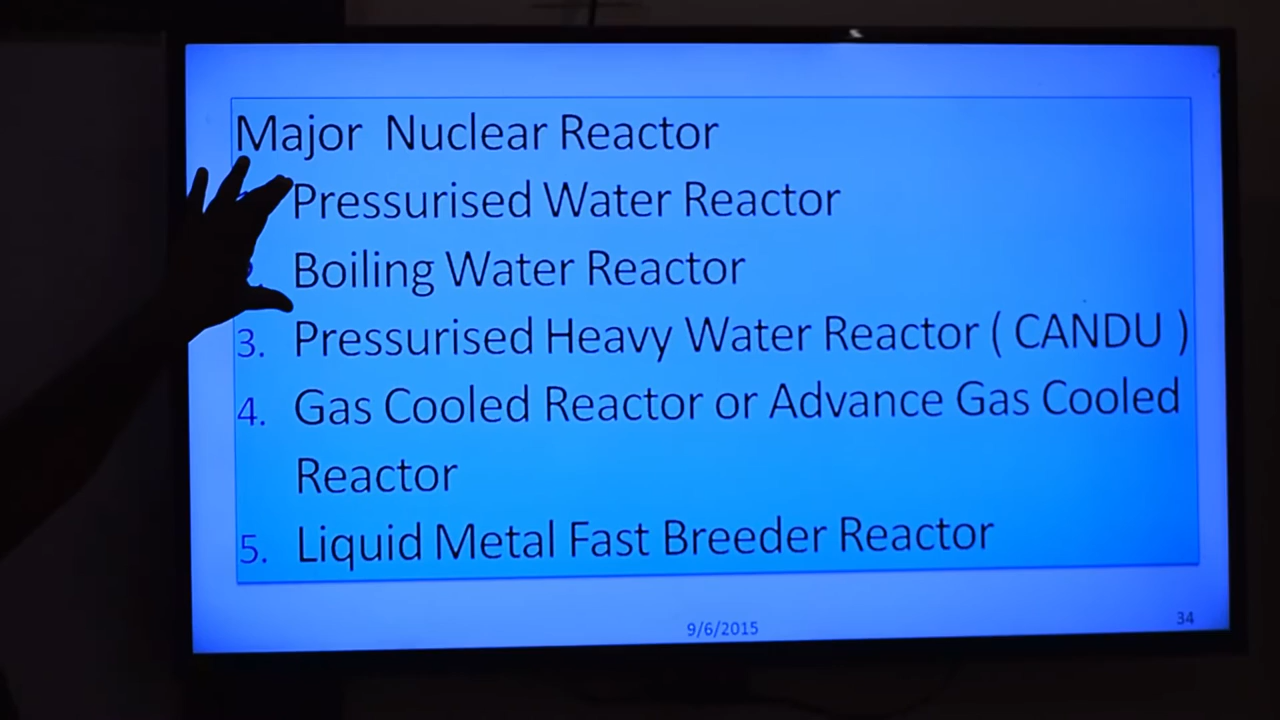 Major Nuclear Reactor
Pressurised Water Reactor
Boiling Water Reactor
3. Pressurised Heavy Water Reactor ( CANDU )
4. Gas Cooled Reactor or Advance Gas Cooled
Reactor
5. Liquid Metal Fast Breeder Reactor
9/6/2015
34